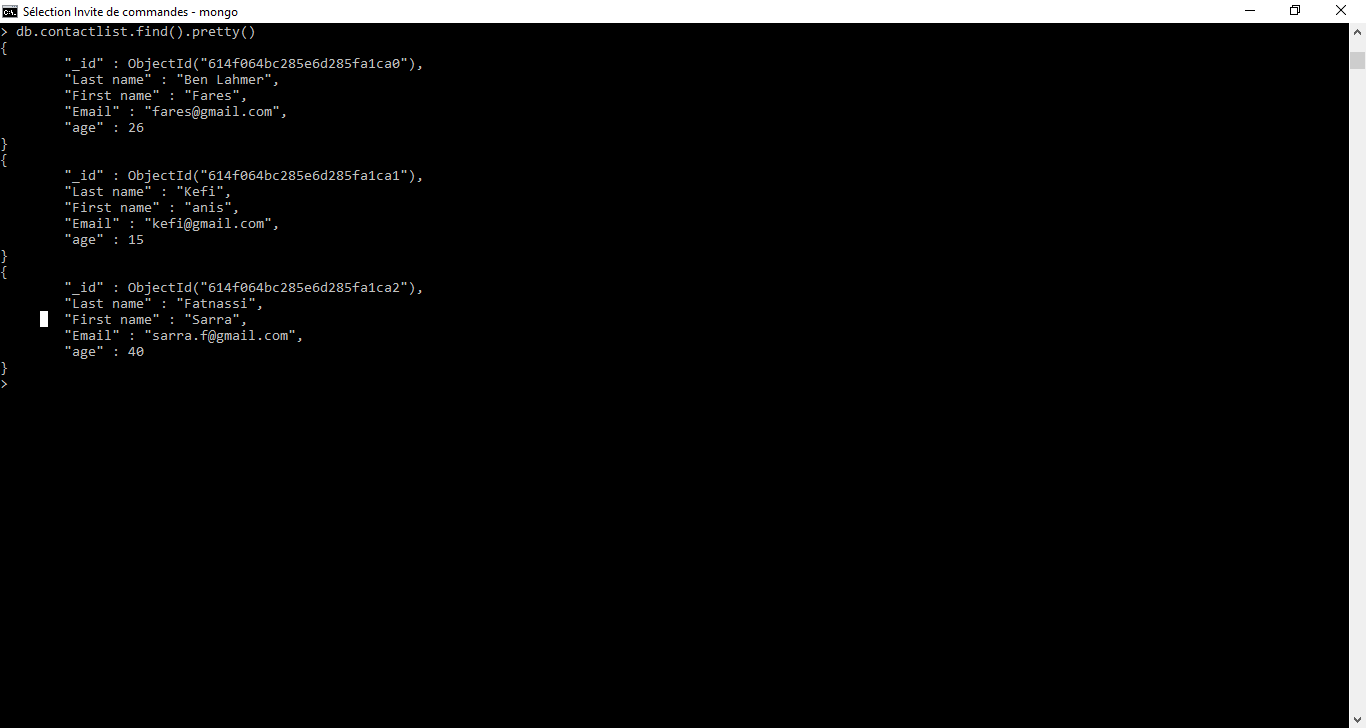 Sélection Invite de commandes - mongo
> db.contactlist.find().pretty()
{
"_id" : ObjectId("614f064bc285e6d285fa1ca0"),
"Last name" : "Ben Lahmer",
"First name" : "Fares",
"Email" : "fares@gmail.com",
"age" : 26
}
{
"_id" : ObjectId("614f064bc285e6d285fa1ca1"),
"Last name" : "Kefi",
"First name" : "anis",
"Email" : "kefi@gmail.com",
"age" : 15
}
{
"_id" : ObjectId("614f064bc285e6d285fa1ca2"),
"Last name" : "Fatnassi",
"First name" : "Sarra",
"Email" : "sarra.f@gmail.com",
"age" : 40
}
>